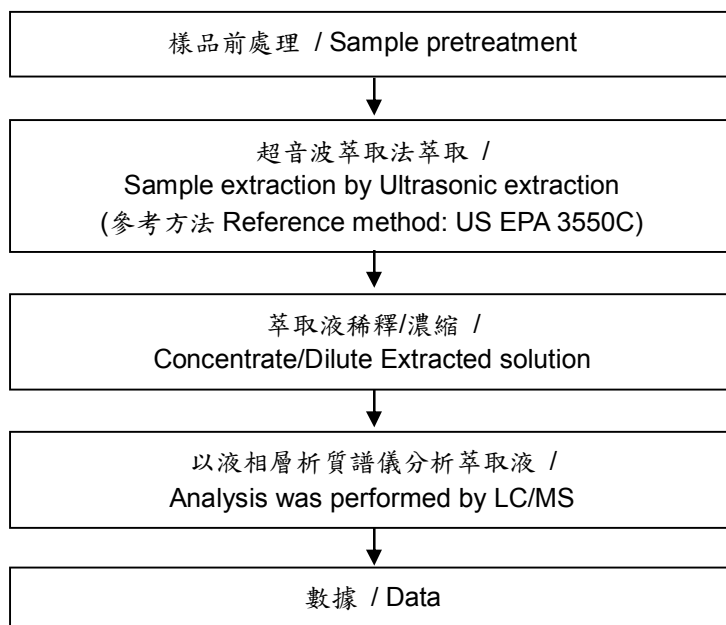 樣品前處理 / Sample pretreatment
超音波萃取法萃取 /
Sample extraction by Ultrasonic extraction
(參考方法 Reference method: US EPA 3550C)
萃取液稀釋/濃縮 /
Concentrate/Dilute Extracted solution
以液相層析質譜儀分析萃取液 /
Analysis was performed by LC/MS
數據 / Data